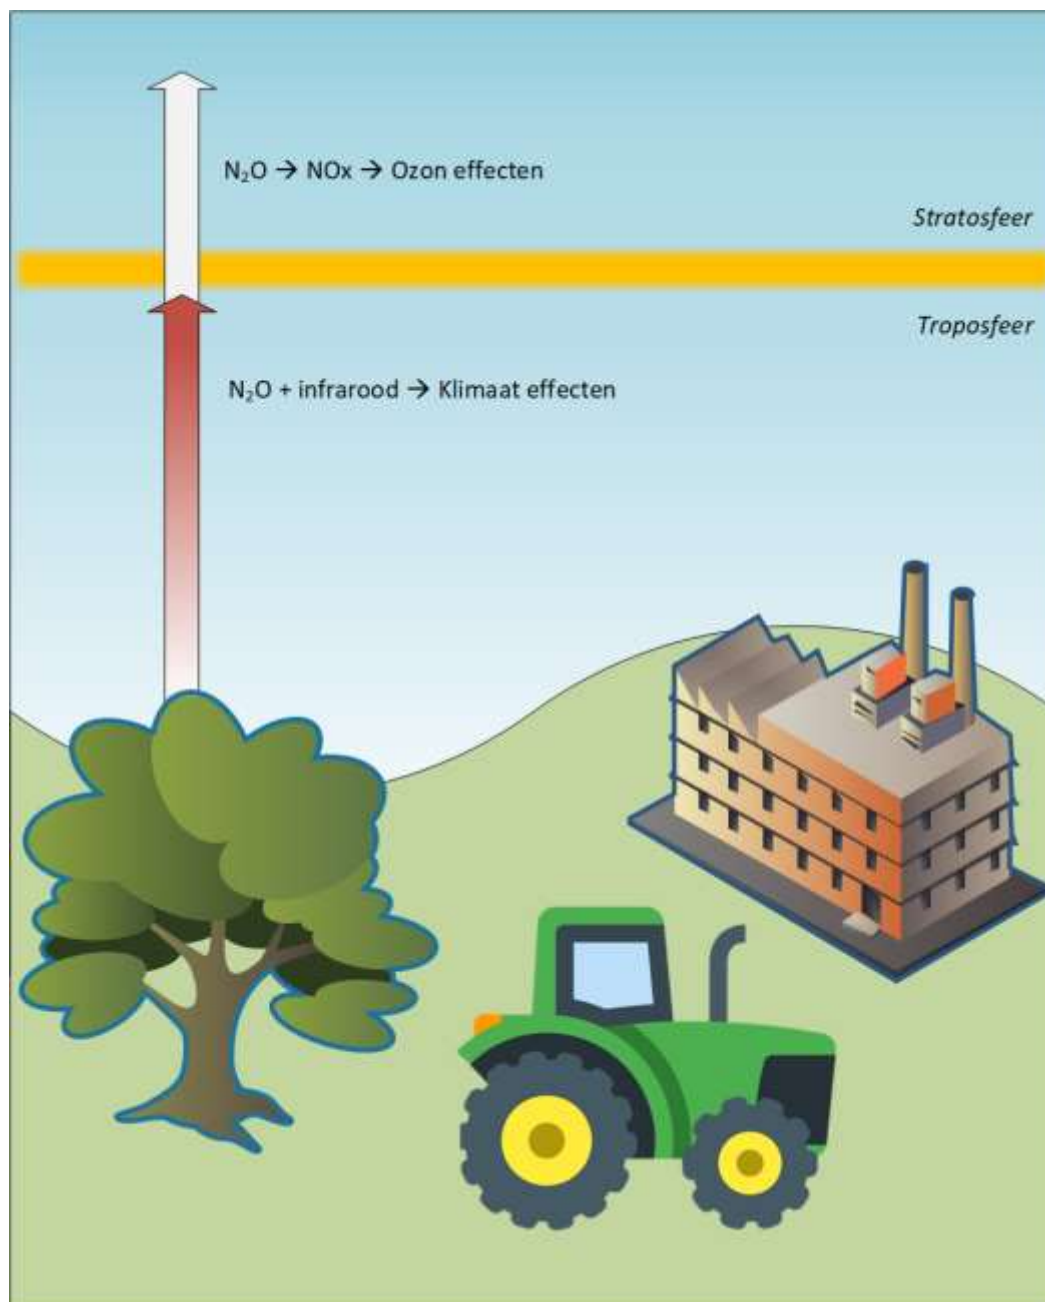 N₂O → NOx → Ozon effecten
Stratosfeer
Troposfeer
N₂O + infrarood → Klimaat effecten